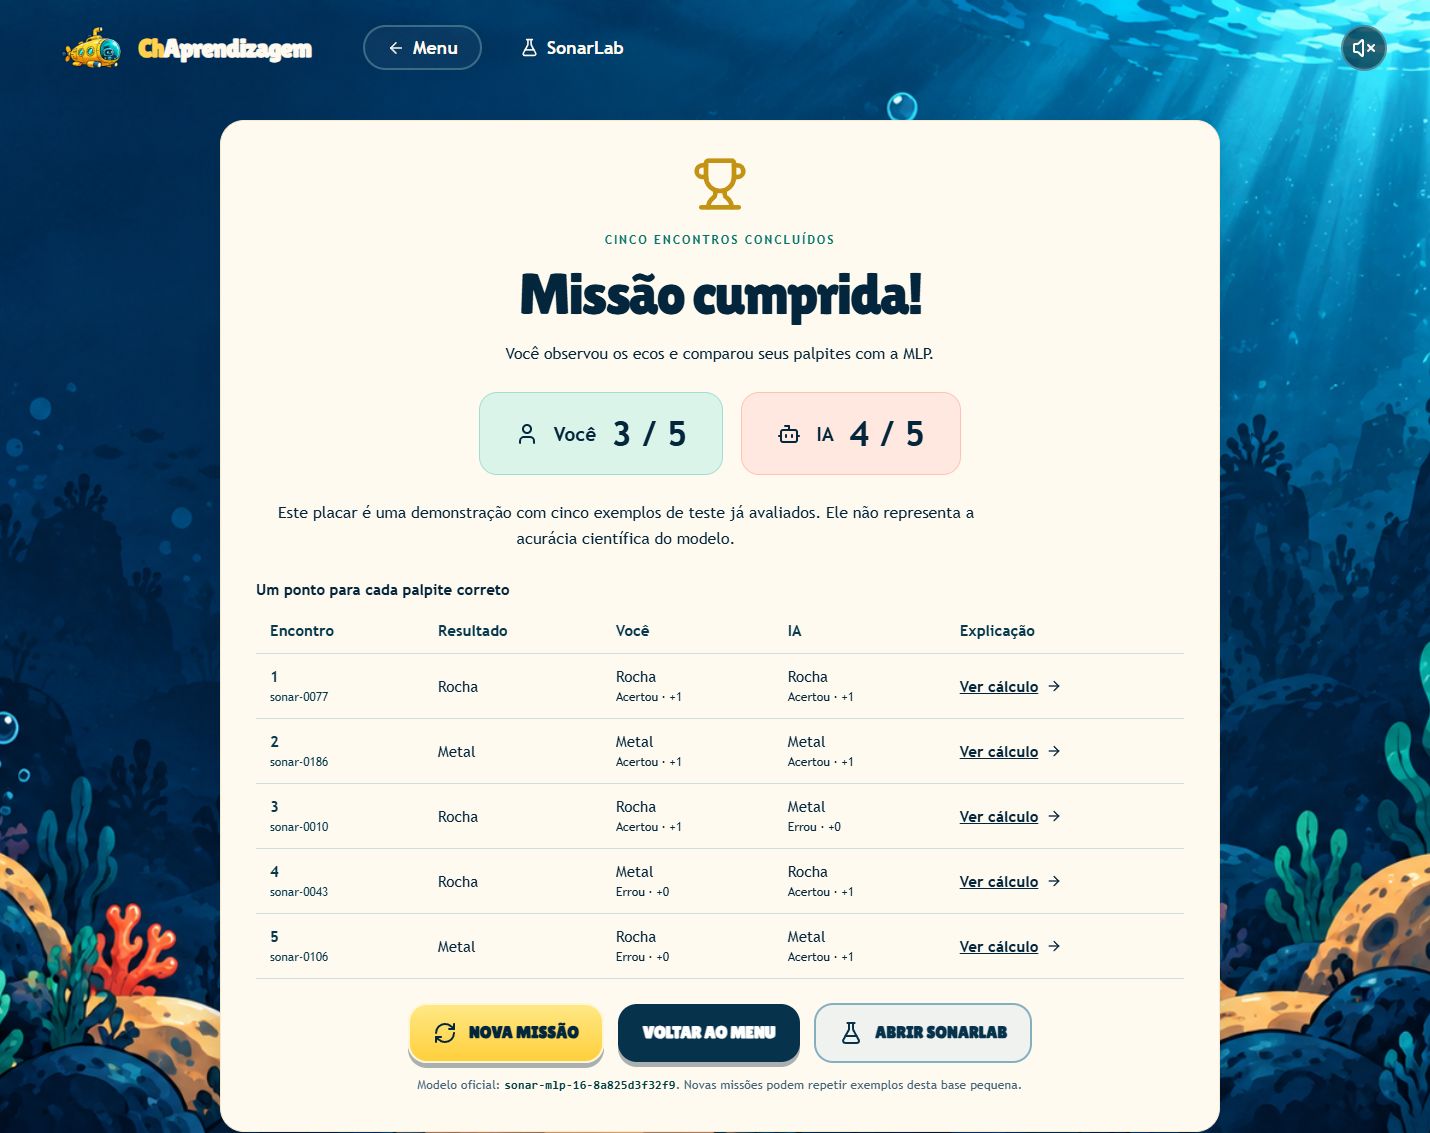 ChAprendizagem
Menu
SonarLab
CINCO ENCONTROS CONCLUÍDOS
Missão cumprida!
Você observou os ecos e comparou seus palpites com a MLP.
Você 3 / 5
IA 4 / 5
Este placar é uma demonstração com cinco exemplos de teste já avaliados. Ele não representa a
acurácia científica do modelo.
Um ponto para cada palpite correto
Encontro Resultado Você IA Explicação
1 Rocha Rocha
sonar-0077 Rocha Acertou · +1 Acertou · +1 Ver cálculo
2 Metal Metal
sonar-0186 Metal Acertou · +1 Acertou · +1 Ver cálculo
3 Rocha Metal
sonar-0010 Rocha Acertou · +1 Errou · +0 Ver cálculo
4 Metal Rocha
sonar-0043 Rocha Errou · +0 Acertou · +1 Ver cálculo
5 Rocha Metal
sonar-0106 Metal Errou · +0 Acertou · +1 Ver cálculo
NOVA MISSÃO
VOLTAR AO MENU
ABRIR SONARLAB
Modelo oficial: sonar-mlp-16-8a825d3f32f9. Novas missões podem repetir exemplos desta base pequena.